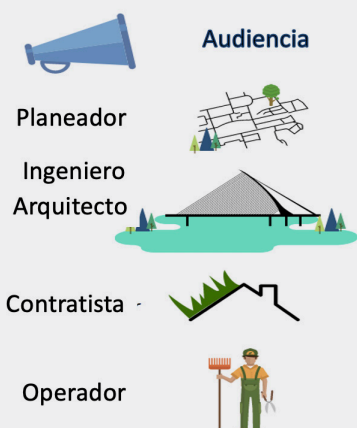 Audiencia
Planeador
Ingeniero
Arquitecto
Contratista -
Operador